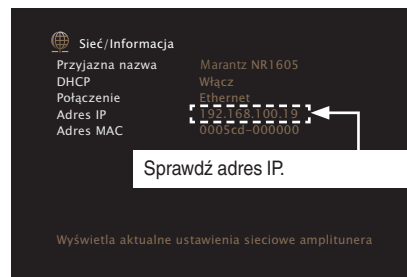 Sieć/Informacja
Przyjazna nazwa Marantz NR1605
DHCP Włącz
Połączenie Ethernet
Adres IP 192.168.100.19
Adres MAC 0005cd-000000
Sprawdź adres IP.
Wyświetla aktualne ustawienia sieciowe amplitunera